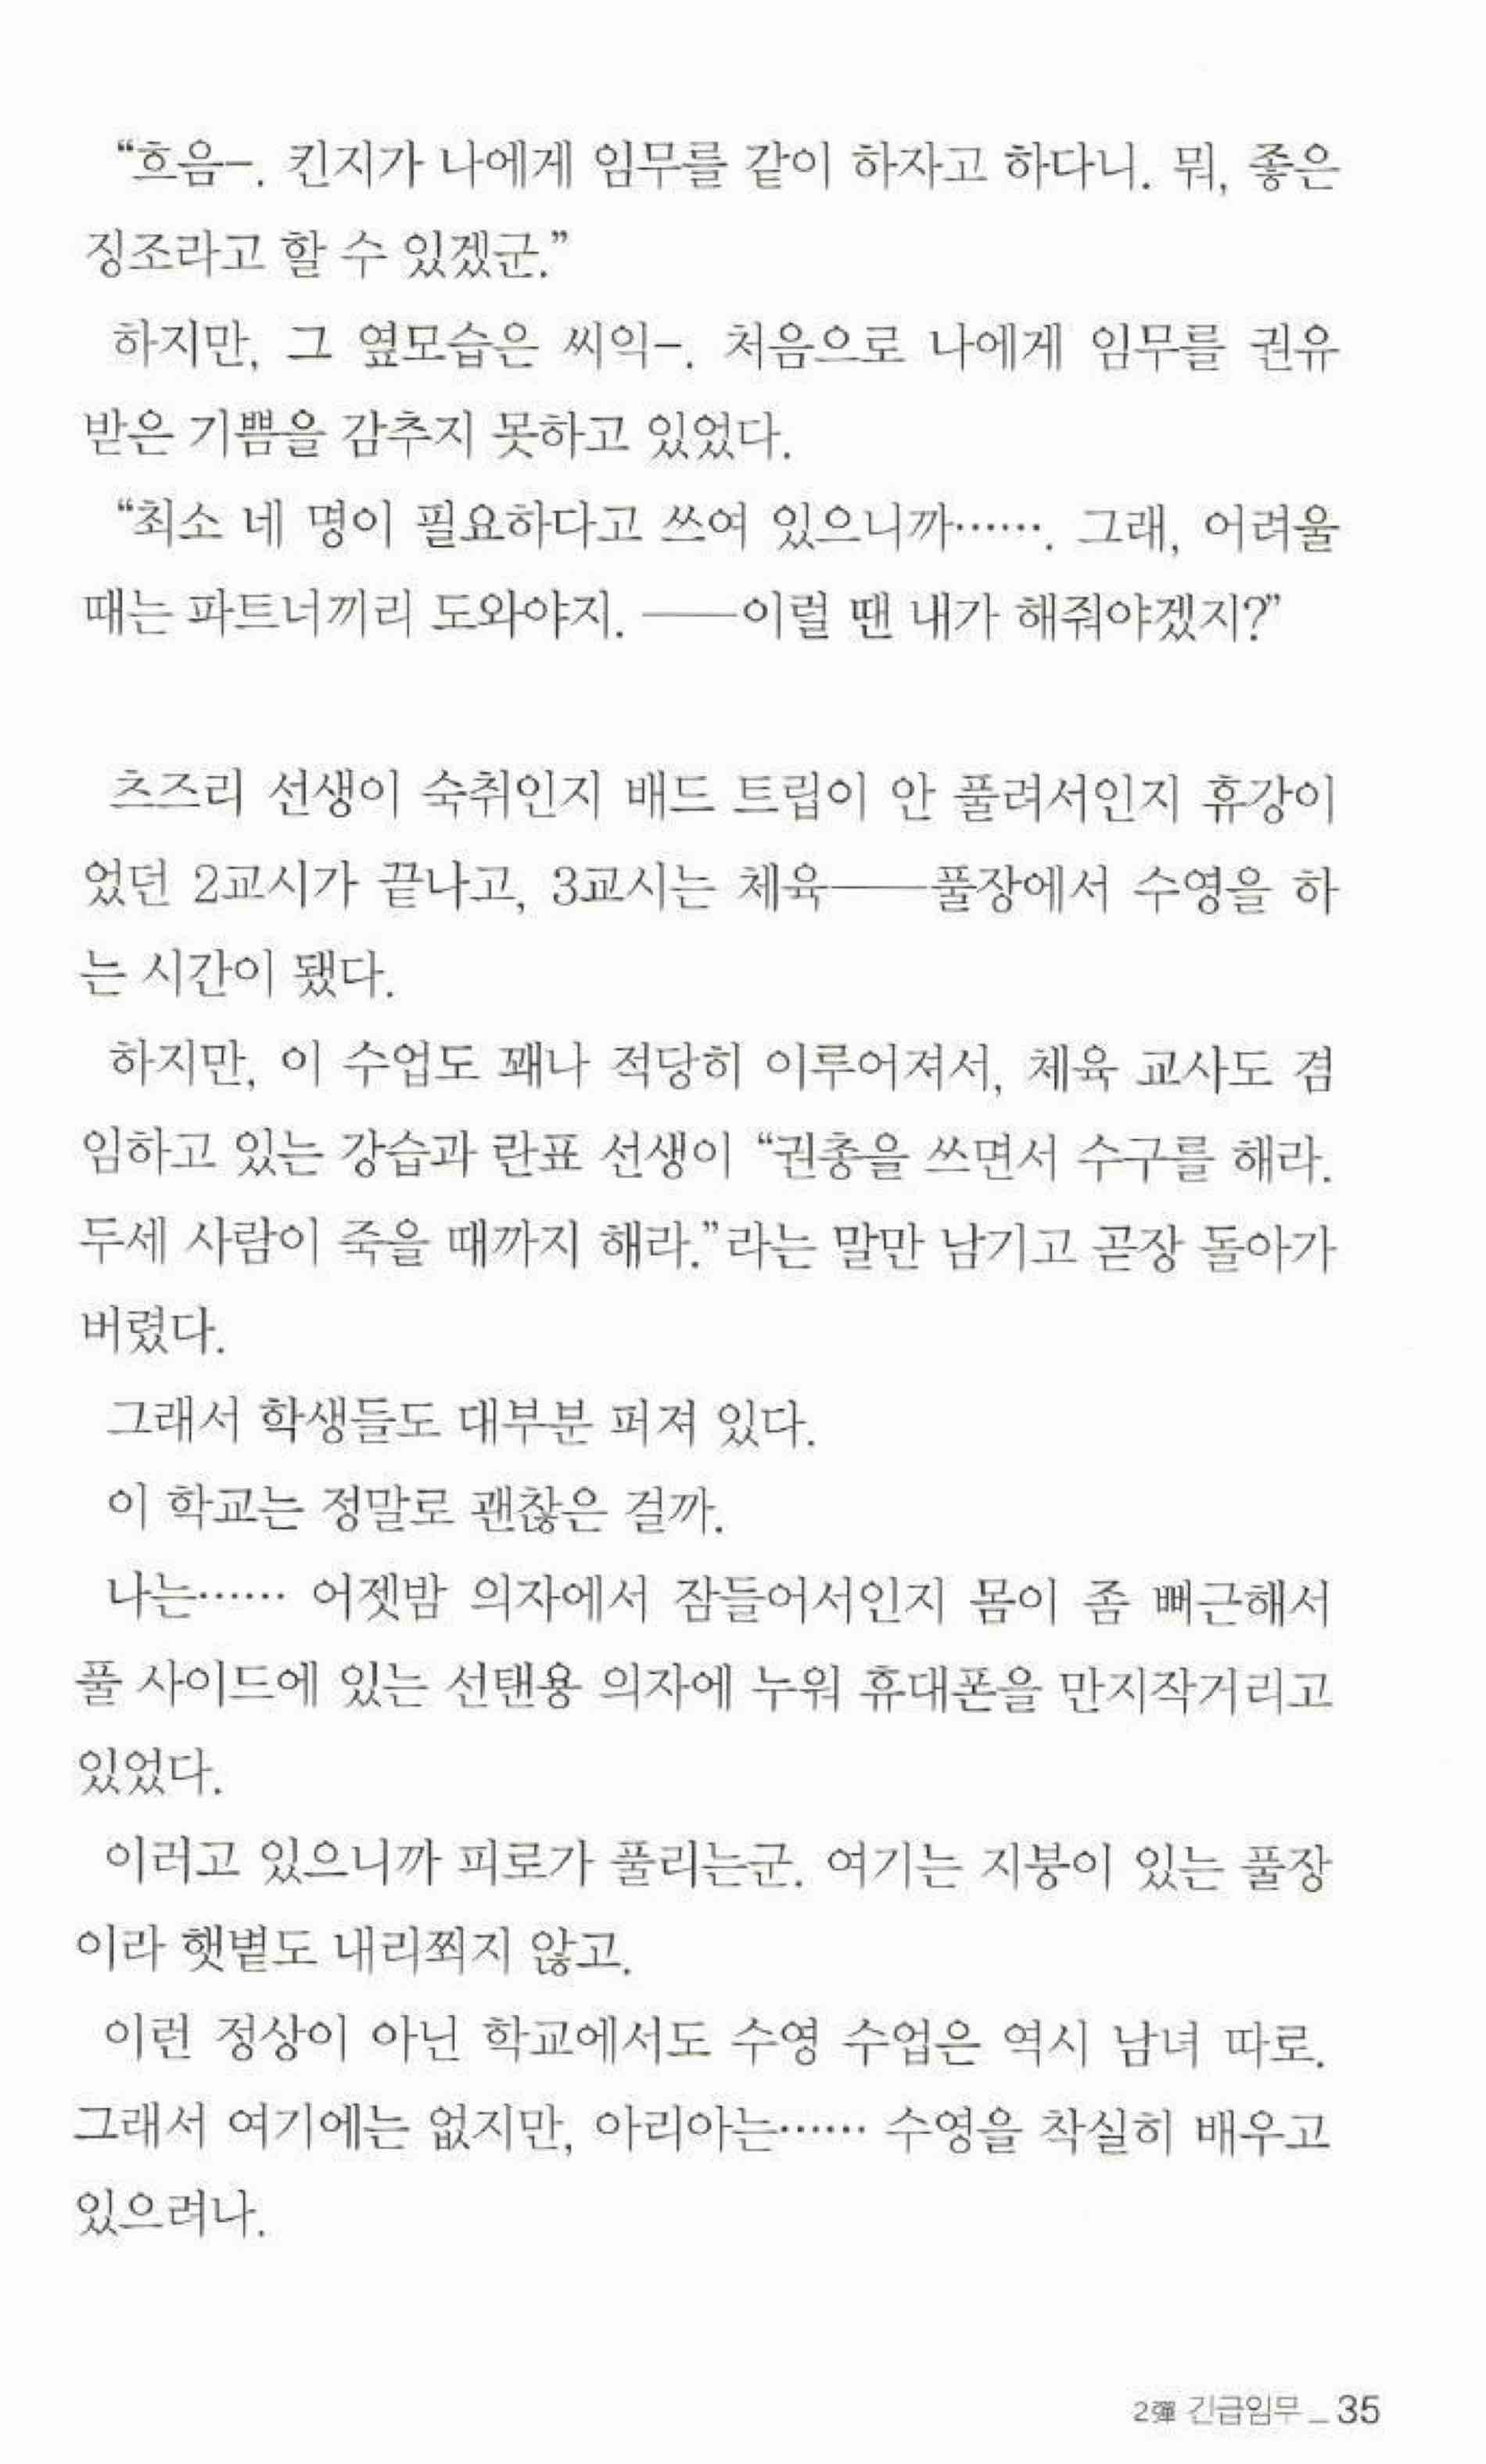 “흐음–. 킨지가 나에게 임무를 같이 하자고 하다니. 뭐, 좋은
징조라고 할 수 있겠군.”
하지만, 그 옆모습은 씨익–. 처음으로 나에게 임무를 권유
받은 기쁨을 감추지 못하고 있었다.
“최소 네 명이 필요하다고 쓰여 있으니까……. 그래, 어려울
때는 파트너끼리 도와야지. ──이럴 땐 내가 해줘야겠지?”
츠즈리 선생이 숙취인지 배드 트립이 안 풀려서인지 휴강이
었던 2교시가 끝나고, 3교시는 체육──풀장에서 수영을 하
는 시간이 됐다.
하지만, 이 수업도 꽤나 적당히 이루어져서, 체육 교사도 겸
임하고 있는 강습과 란표 선생이 “권총을 쓰면서 수구를 해라.
두세 사람이 죽을 때까지 해라.”라는 말만 남기고 곧장 돌아가
버렸다.
그래서 학생들도 대부분 퍼져 있다.
이 학교는 정말로 괜찮은 걸까.
나는…… 어젯밤 의자에서 잠들어서인지 몸이 좀 뻐근해서
풀 사이드에 있는 선탠용 의자에 누워 휴대폰을 만지작거리고
있었다.
이러고 있으니까 피로가 풀리는군. 여기는 지붕이 있는 풀장
이라 햇볕도 내리쬐지 않고.
이런 정상이 아닌 학교에서도 수영 수업은 역시 남녀 따로.
그래서 여기에는 없지만, 아리아는…… 수영을 착실히 배우고
있으려나.
2彈 긴급임무 _ 35